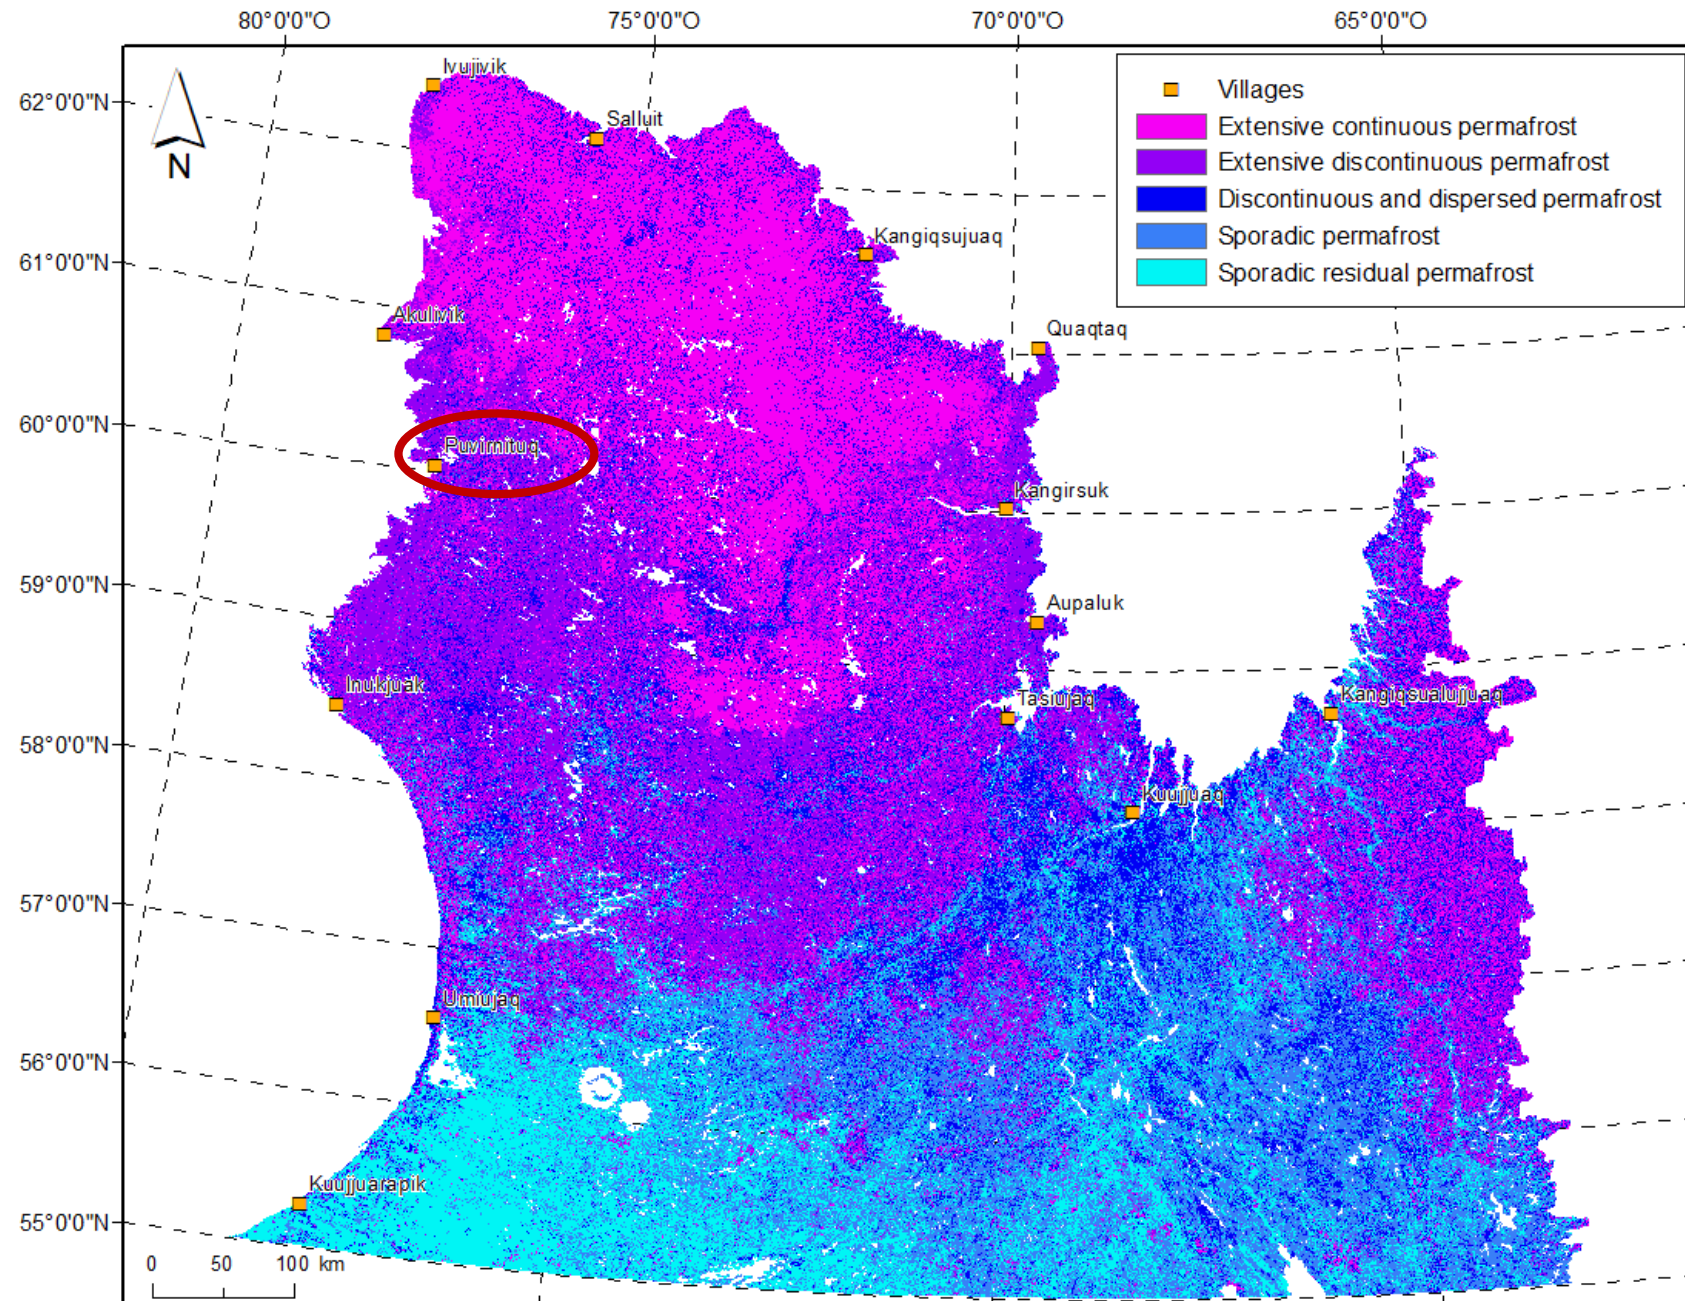 80°0'0"O 75°0'0"O 70°0'0"O 65°0'0"O
62°0'0"N
61°0'0"N
60°0'0"N
59°0'0"N
58°0'0"N
57°0'0"N
56°0'0"N
55°0'0"N
N
Villages
Extensive continuous permafrost
Extensive discontinuous permafrost
Discontinuous and dispersed permafrost
Sporadic permafrost
Sporadic residual permafrost
Ivujivik
Salluit
Kangiqsujuaq
Akulivik
Quaqtaq
Puvirnituq
Kangirsuk
Aupaluk
Inukjuak
Tasiujaq
Kangiqsualujjuaq
Kuujjuaq
Umiujaq
Kuujjuarapik
0 50 100 km